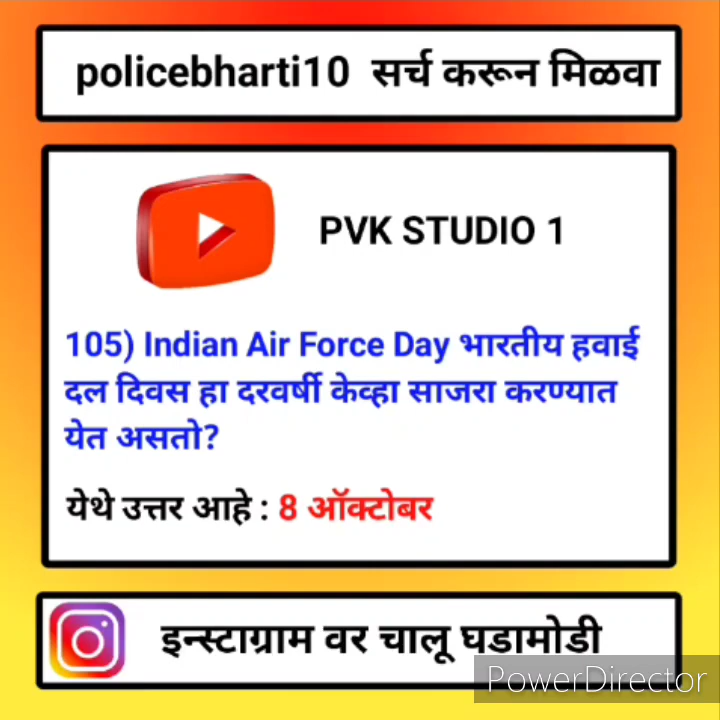 policebharti10 सर्च करून मिळवा
PVK STUDIO 1
105) Indian Air Force Day भारतीय हवाई
दल दिवस हा दरवर्षी केव्हा साजरा करण्यात
येत असतो?
येथे उत्तर आहे : 8 ऑक्टोबर
इन्स्टाग्राम वर चालू घडामोडी
PowerDirector